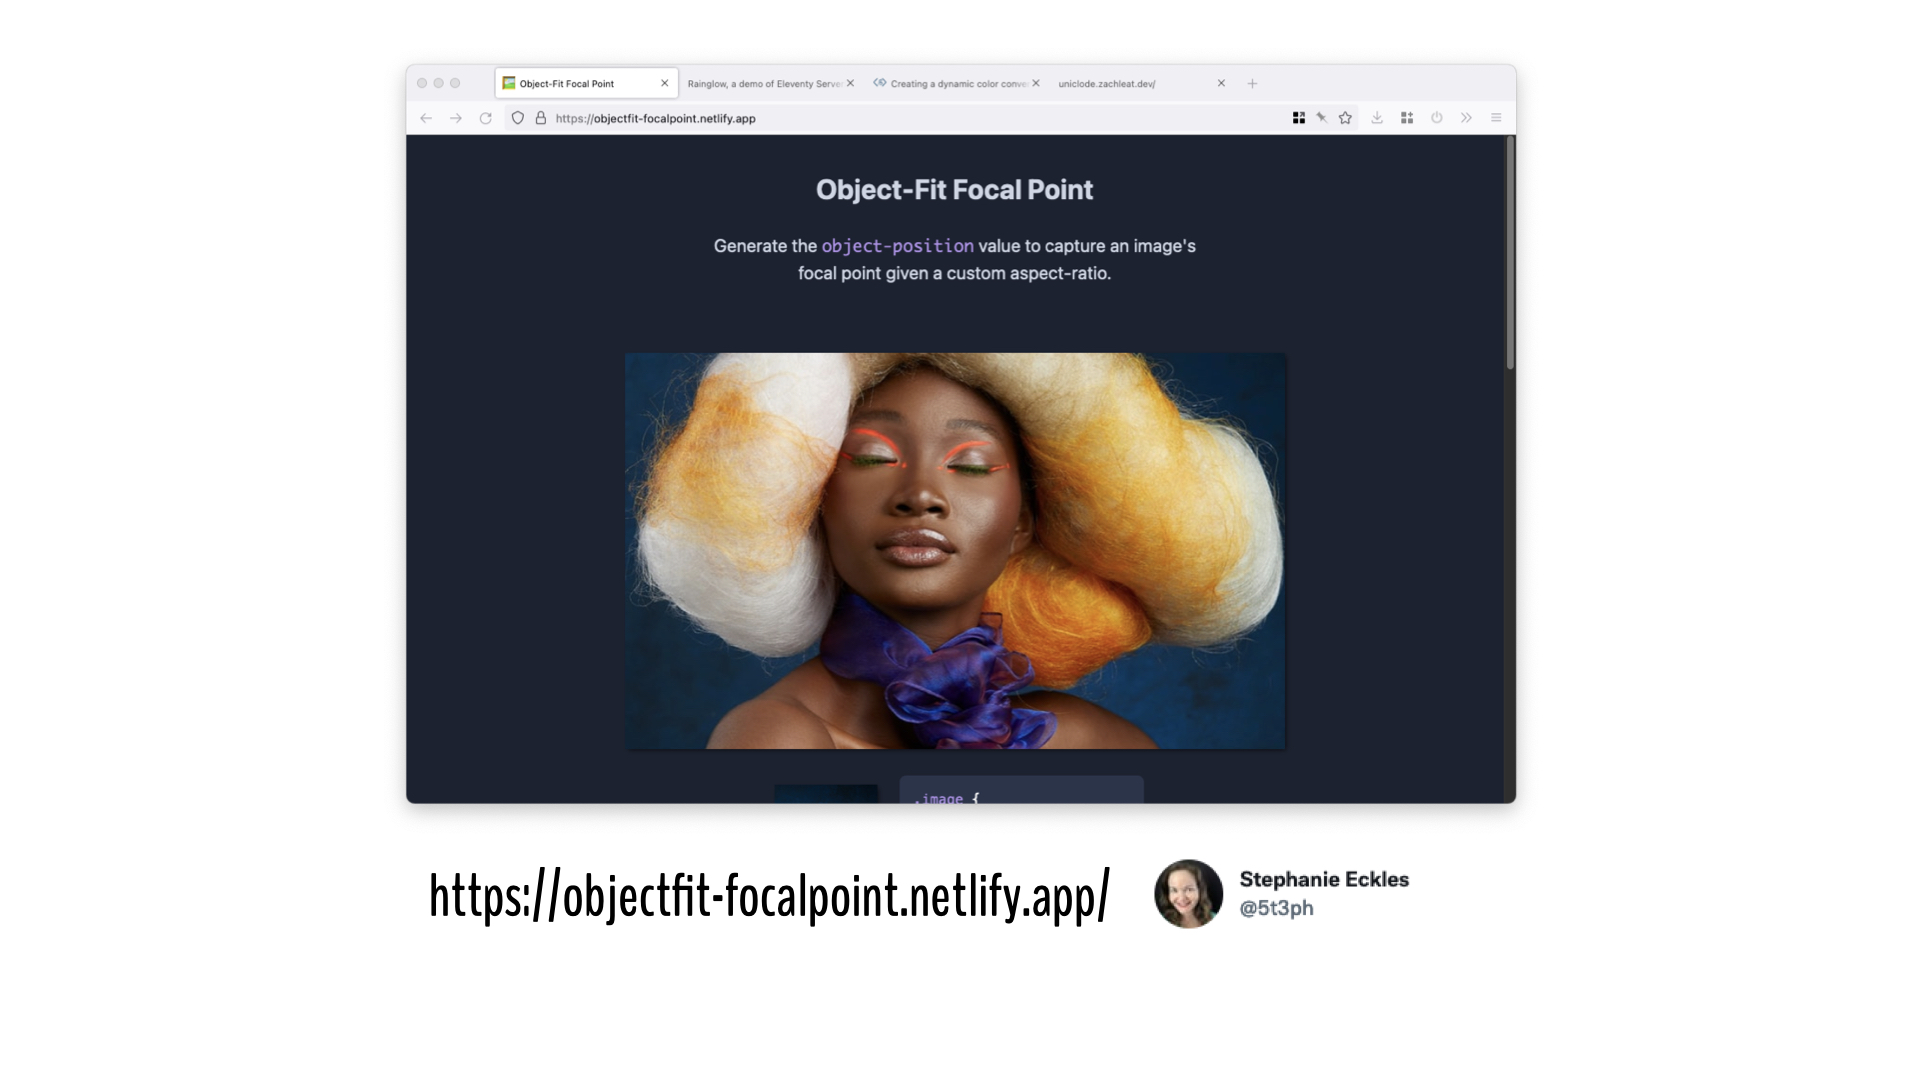 Object-Fit Focal Point
Rainglow, a demo of Eleventy Serve
Creating a dynamic color conve
uniclode.zachleat.dev/
https://objectfit-focalpoint.netlify.app
Object-Fit Focal Point
Generate the object-position value to capture an image's
focal point given a custom aspect-ratio.
.image {
https://objectfit-focalpoint.netlify.app/
Stephanie Eckles
@5t3ph